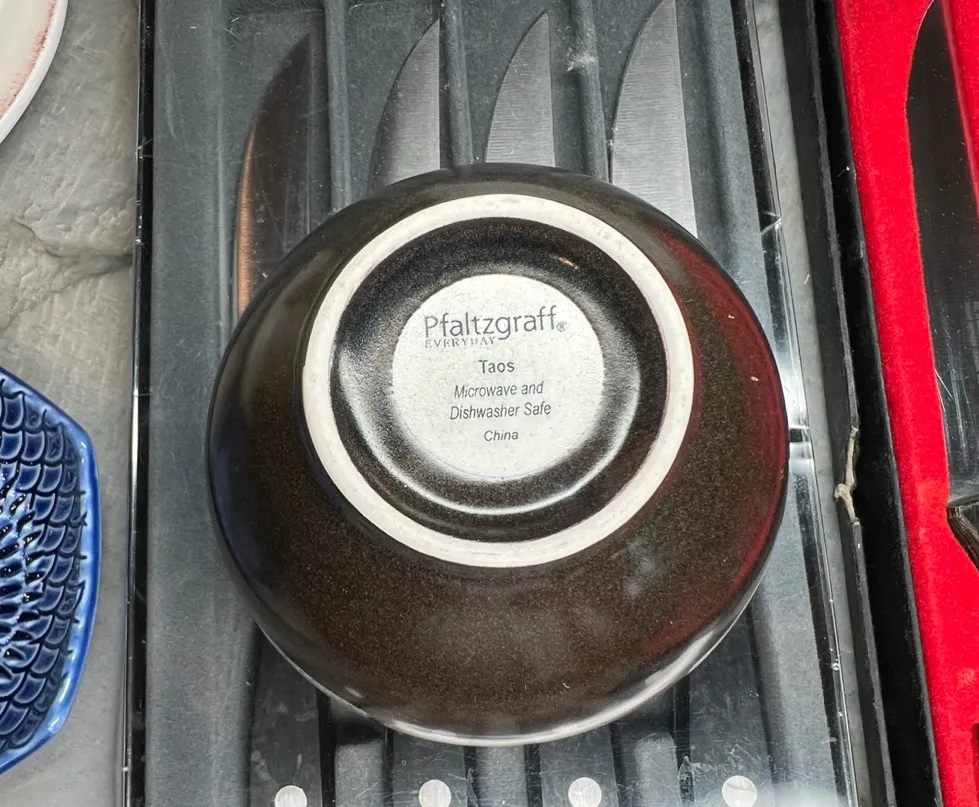 Pfaltzgraff®
EVERYDAY
Taos
Microwave and
Dishwasher Safe
China